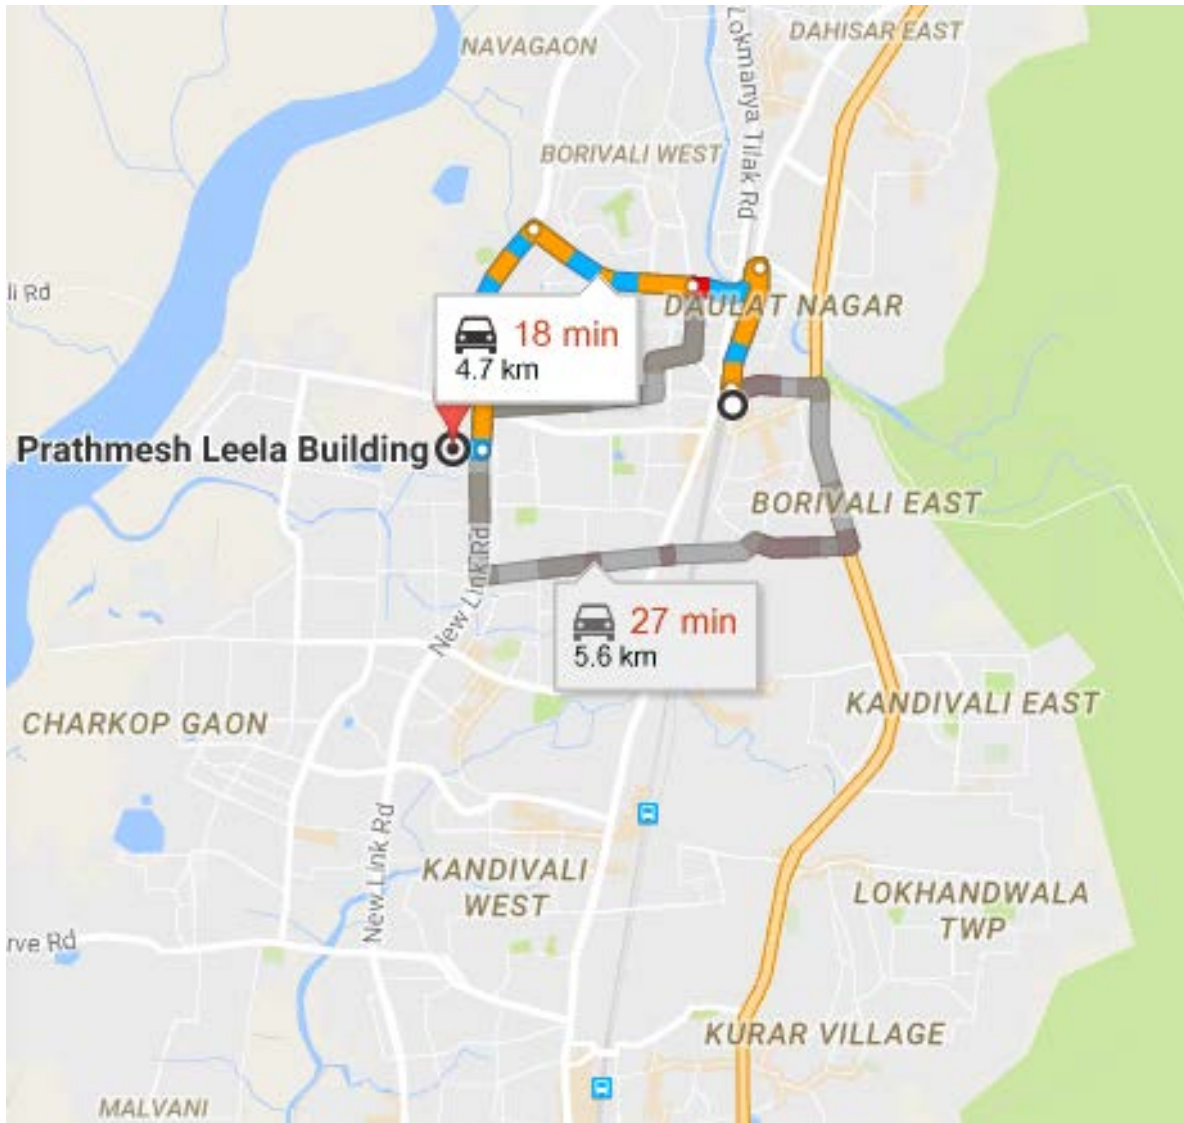 NAVAGAON
DAHISAR EAST
Lokmanya Tilak Rd
BORIVALI WEST
li Rd
DAULAT NAGAR
18 min
4.7 km
Prathmesh Leela Building
BORIVALI EAST
New Link Rd
27 min
5.6 km
KANDIVALI EAST
CHARKOP GAON
New Link Rd
KANDIVALI
WEST
LOKHANDWALA
TWP
rve Rd
KURAR VILLAGE
MALVANI